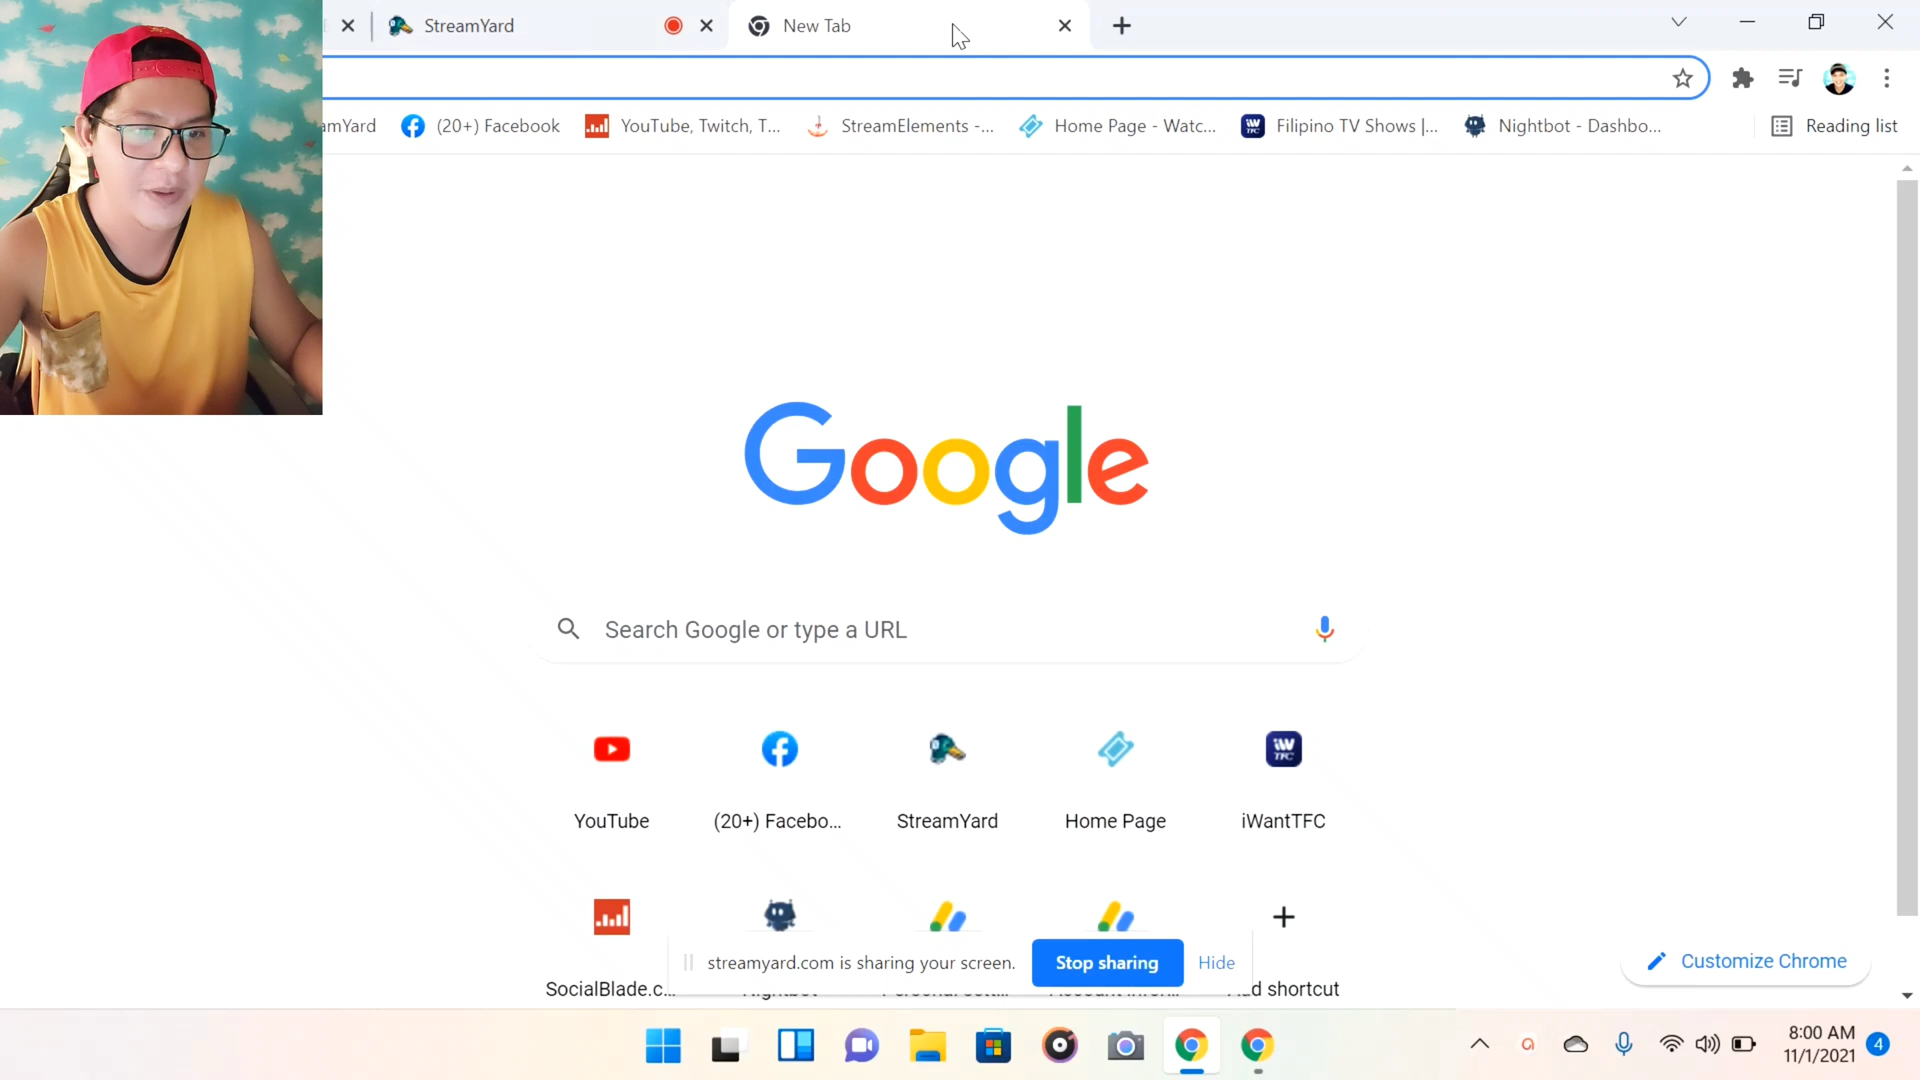 StreamYard
New Tab
amYard
(20+) Facebook
YouTube, Twitch, T...
StreamElements -...
Home Page - Watc...
Filipino TV Shows |...
Nightbot - Dashbo...
Reading list
Google
Search Google or type a URL
YouTube
(20+) Facebo...
StreamYard
Home Page
iWantTFC
streamyard.com is sharing your screen.
Stop sharing
Hide
Customize Chrome
SocialBlade.c...
shortcut
8:00 AM
11/1/2021
4